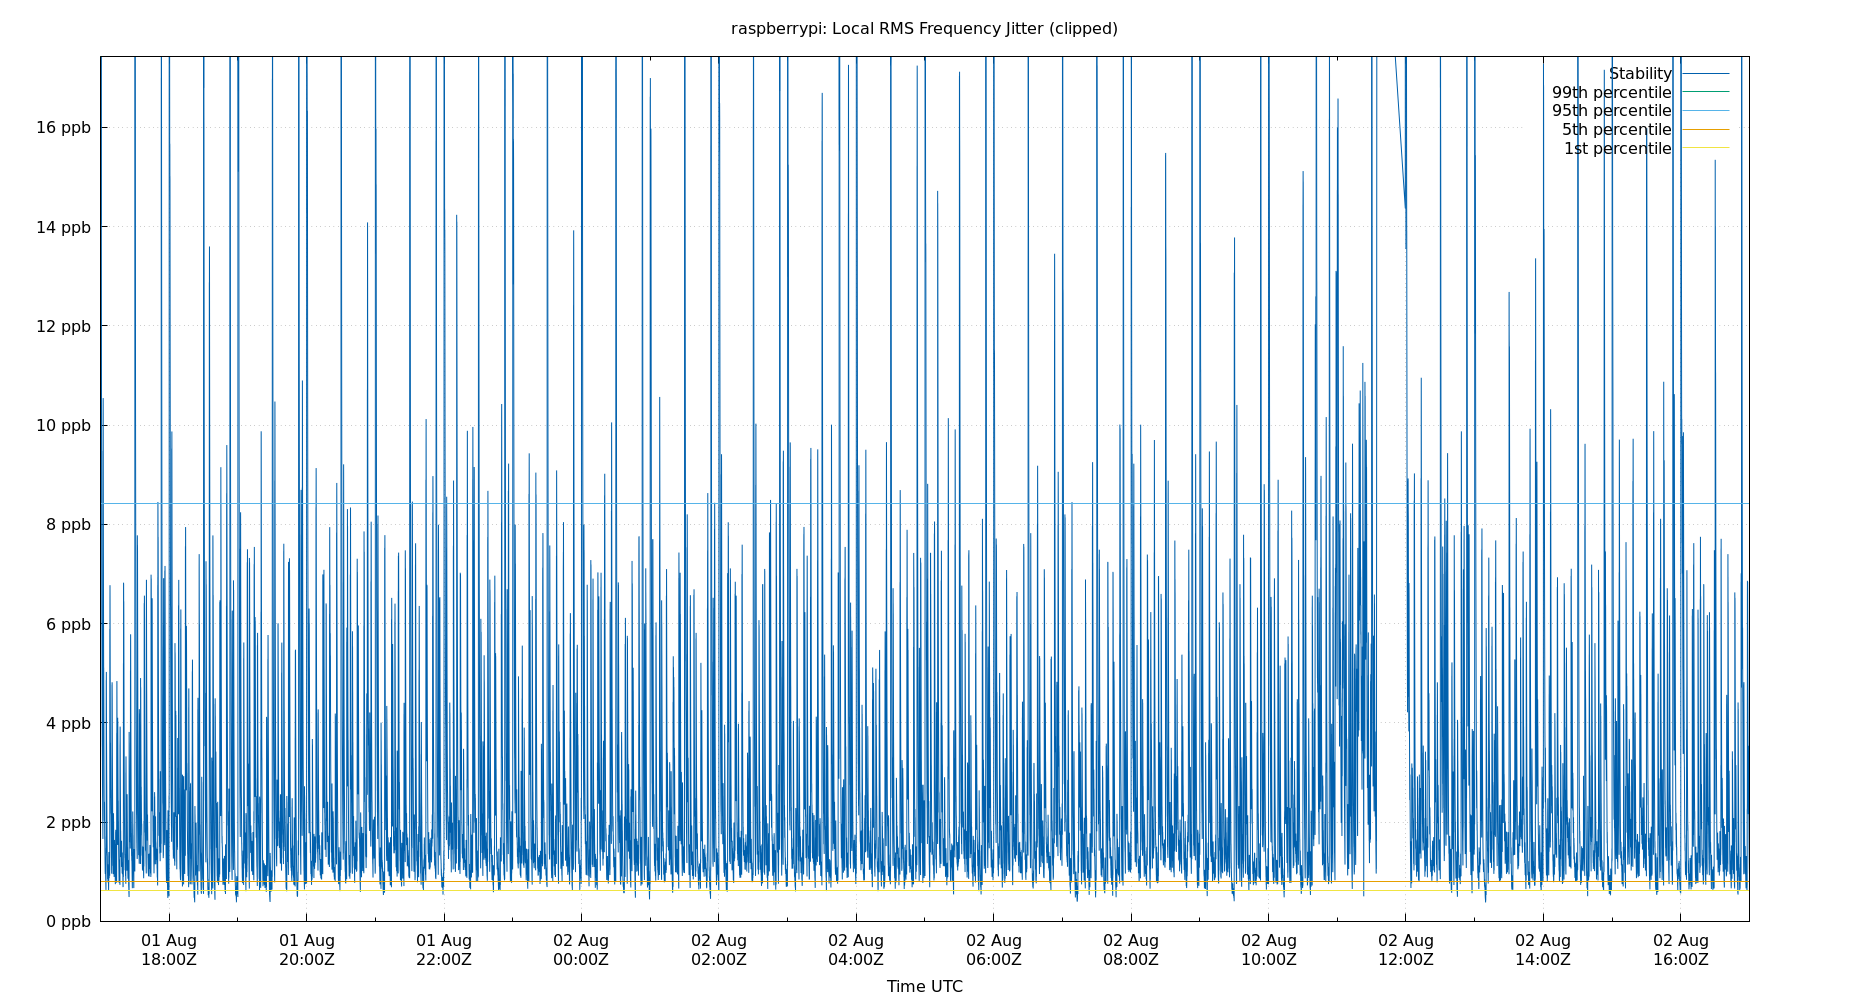 raspberrypi: Local RMS Frequency Jitter (clipped)
Stability
99th percentile
95th percentile
5th percentile
1st percentile
16 ppb
14 ppb
12 ppb
10 ppb
8 ppb
6 ppb
4 ppb
2 ppb
0 ppb
01 Aug 01 Aug 01 Aug 02 Aug 02 Aug 02 Aug 02 Aug 02 Aug 02 Aug 02 Aug 02 Aug 02 Aug
18:00Z 20:00Z 22:00Z 00:00Z 02:00Z 04:00Z 06:00Z 08:00Z 10:00Z 12:00Z 14:00Z 16:00Z
Time UTC